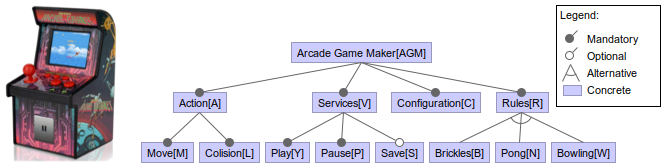 Legend:
Mandatory
Optional
Alternative
Concrete
Arcade Game Maker[AGM]
Action[A]
Services[V]
Configuration[C]
Rules[R]
Move[M]
Colision[L]
Play[Y]
Pause[P]
Save[S]
Brickles[B]
Pong[N]
Bowling[W]